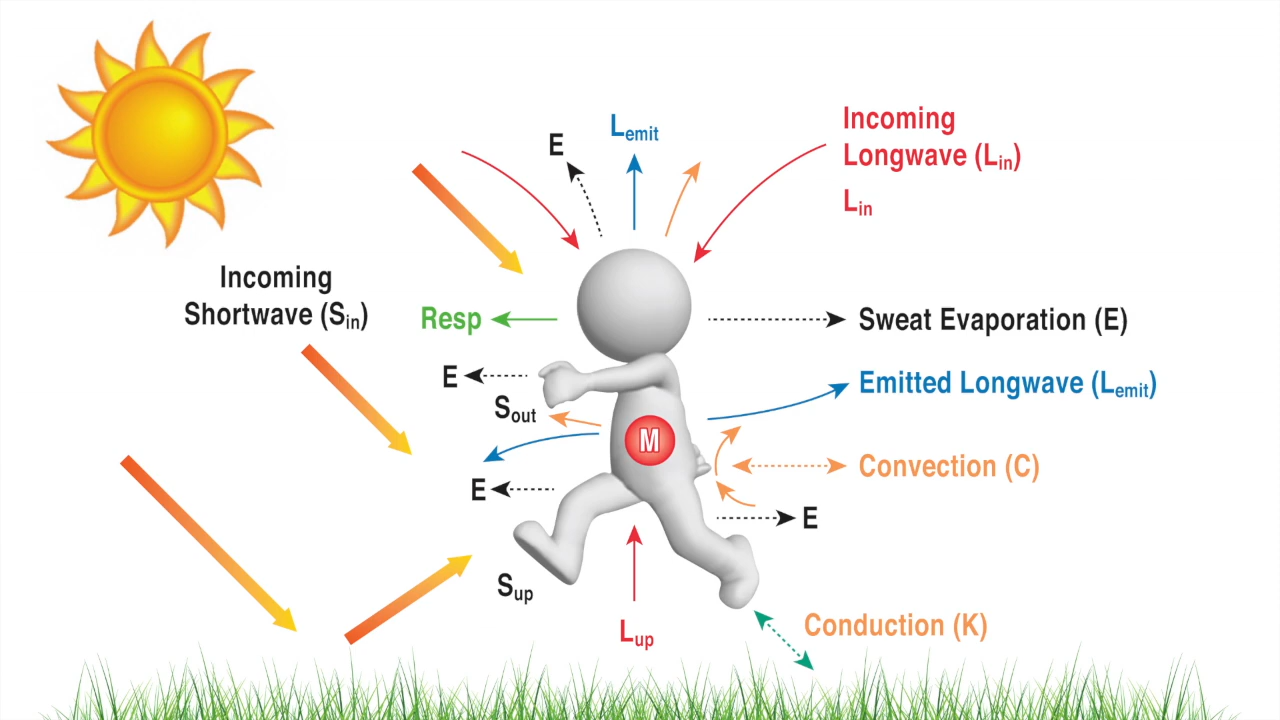 E
Lemit
Incoming
Longwave (Lin)
Lin
Incoming
Shortwave (Sin)
Resp
Sweat Evaporation (E)
E
Emitted Longwave (Lemit)
Sout
M
Convection (C)
E
E
Sup
Lup
Conduction (K)